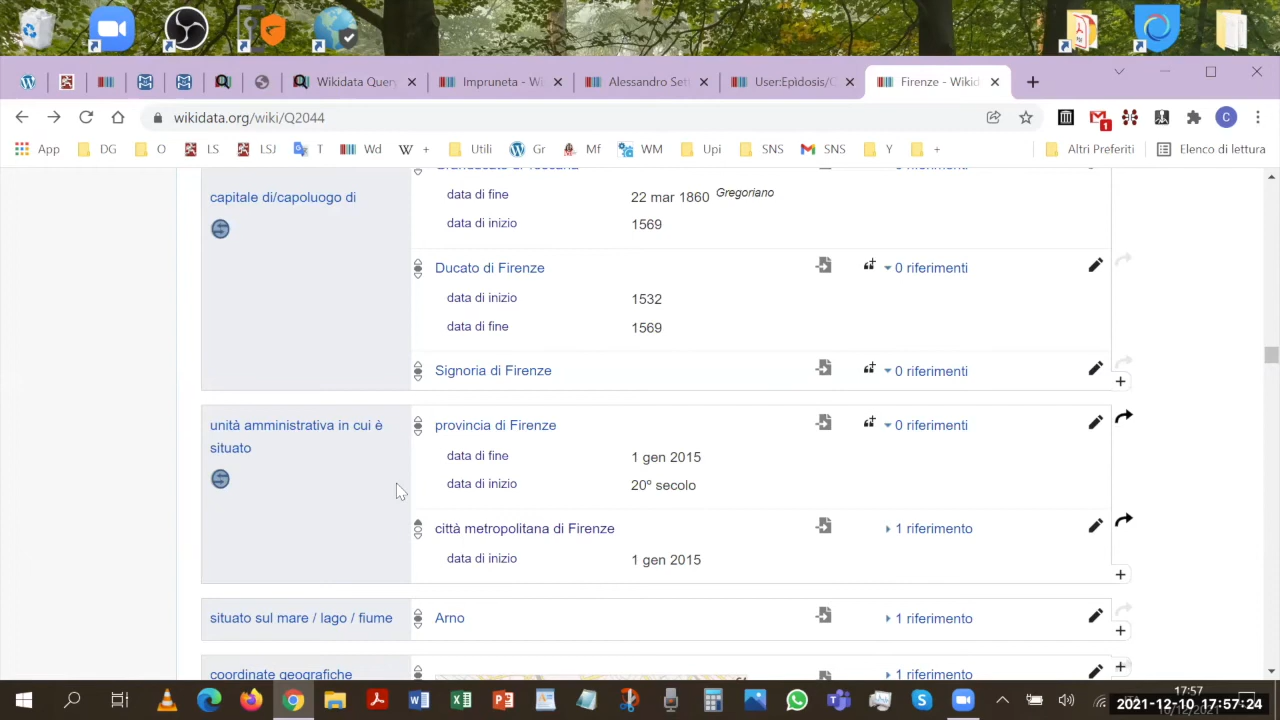 Wikidata Quer
Impruneta - Wi
Alessandro Sett
User:Epidosis/C
Firenze - Wikid
wikidata.org/wiki/Q2044
1
C
App
DG
O
LS
LSJ
T
Wd
+
Utili
Gr
Mf
WM
Upi
SNS
SNS
Y
+
Altri Preferiti
Elenco di lettura
capitale di/capoluogo di
data di fine
22 mar 1860 Gregoriano
data di inizio
1569
Ducato di Firenze
0 riferimenti
data di inizio
1532
data di fine
1569
Signoria di Firenze
0 riferimenti
unità amministrativa in cui è
situato
provincia di Firenze
0 riferimenti
data di fine
1 gen 2015
data di inizio
20º secolo
città metropolitana di Firenze
1 riferimento
data di inizio
1 gen 2015
situato sul mare / lago / fiume
Arno
1 riferimento
coordinate geografiche
1 riferimento
17:57
2021-12-10 17:57:24